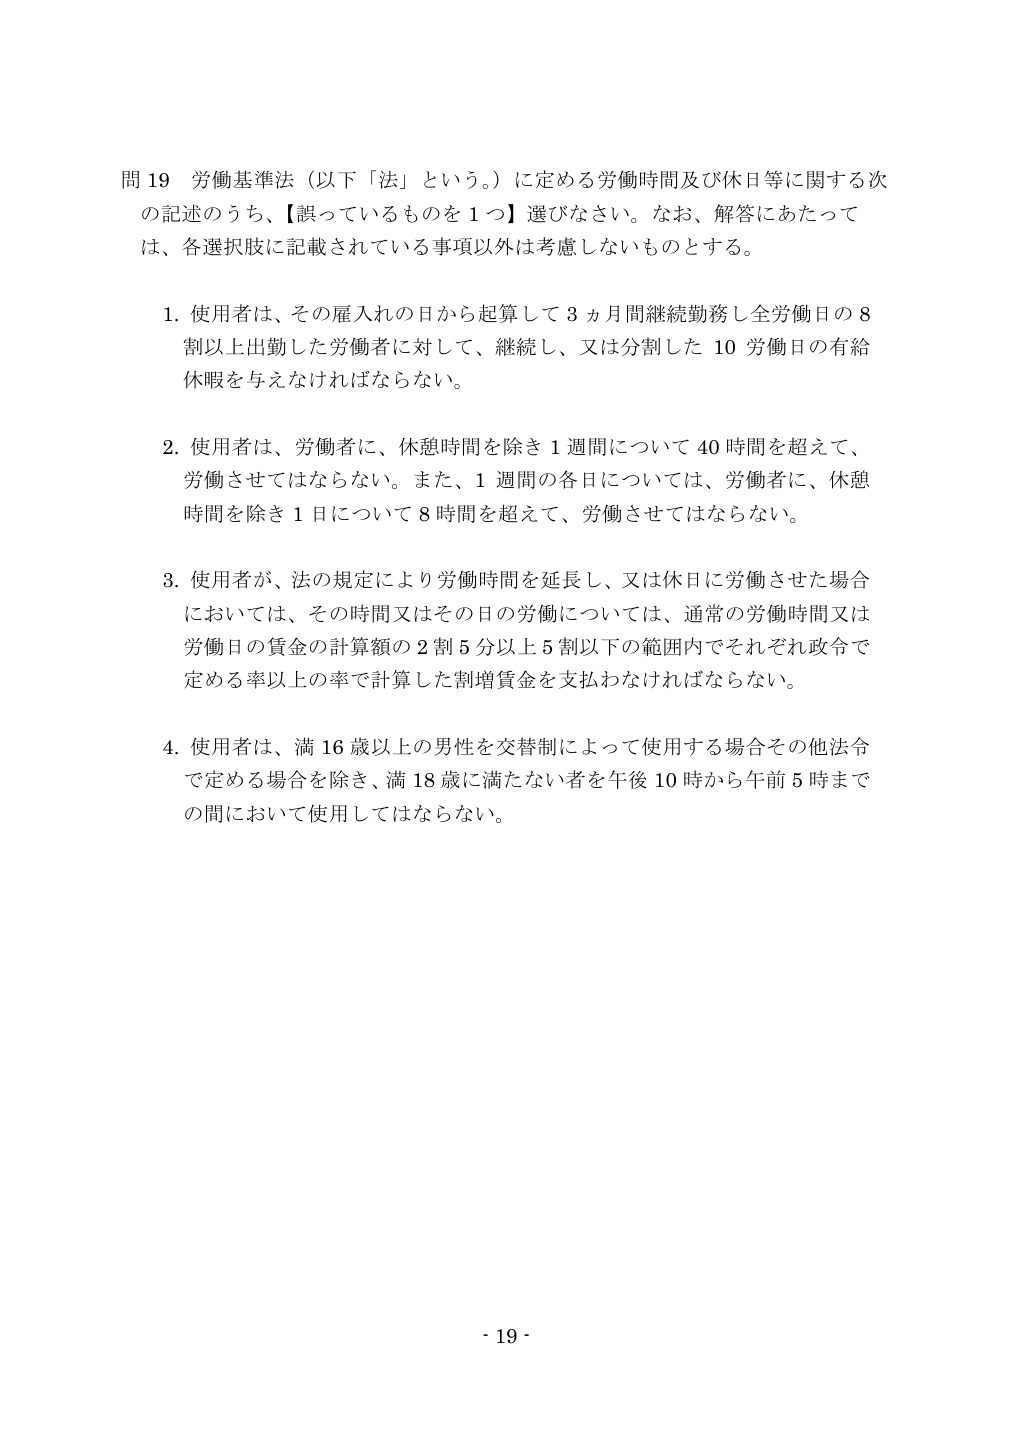 問 19　労働基準法（以下「法」という。）に定める労働時間及び休日等に関する次
の記述のうち、【誤っているものを 1 つ】選びなさい。なお、解答にあたって
は、各選択肢に記載されている事項以外は考慮しないものとする。
1. 使用者は、その雇入れの日から起算して 3 ヵ月間継続勤務し全労働日の 8
割以上出勤した労働者に対して、継続し、又は分割した 10 労働日の有給
休暇を与えなければならない。
2. 使用者は、労働者に、休憩時間を除き 1 週間について 40 時間を超えて、
労働させてはならない。また、1 週間の各日については、労働者に、休憩
時間を除き 1 日について 8 時間を超えて、労働させてはならない。
3. 使用者が、法の規定により労働時間を延長し、又は休日に労働させた場合
においては、その時間又はその日の労働については、通常の労働時間又は
労働日の賃金の計算額の 2 割 5 分以上 5 割以下の範囲内でそれぞれ政令で
定める率以上の率で計算した割増賃金を支払わなければならない。
4. 使用者は、満 16 歳以上の男性を交替制によって使用する場合その他法令
で定める場合を除き、満 18 歳に満たない者を午後 10 時から午前 5 時まで
の間において使用してはならない。
- 19 -